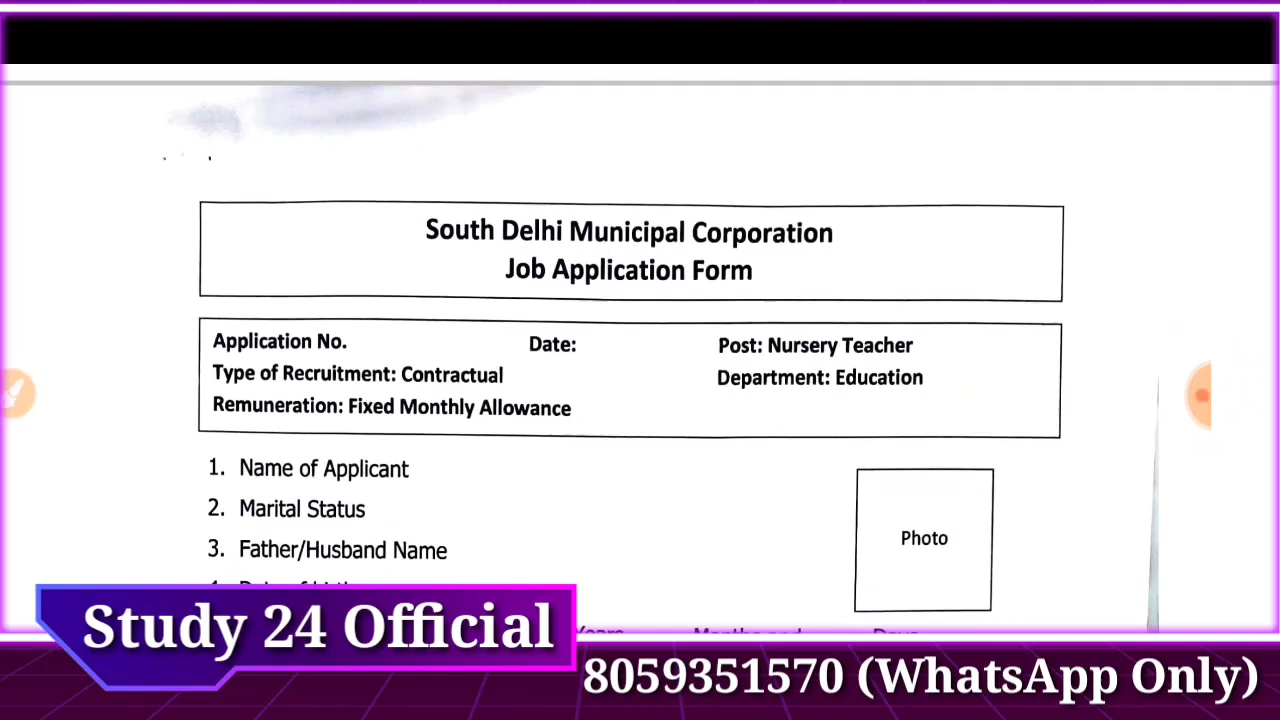 South Delhi Municipal Corporation
Job Application Form
Application No. Date: Post: Nursery Teacher
Type of Recruitment: Contractual Department: Education
Remuneration: Fixed Monthly Allowance
1. Name of Applicant
2. Marital Status
3. Father/Husband Name
Photo
Study 24 Official
8059351570 (WhatsApp Only)